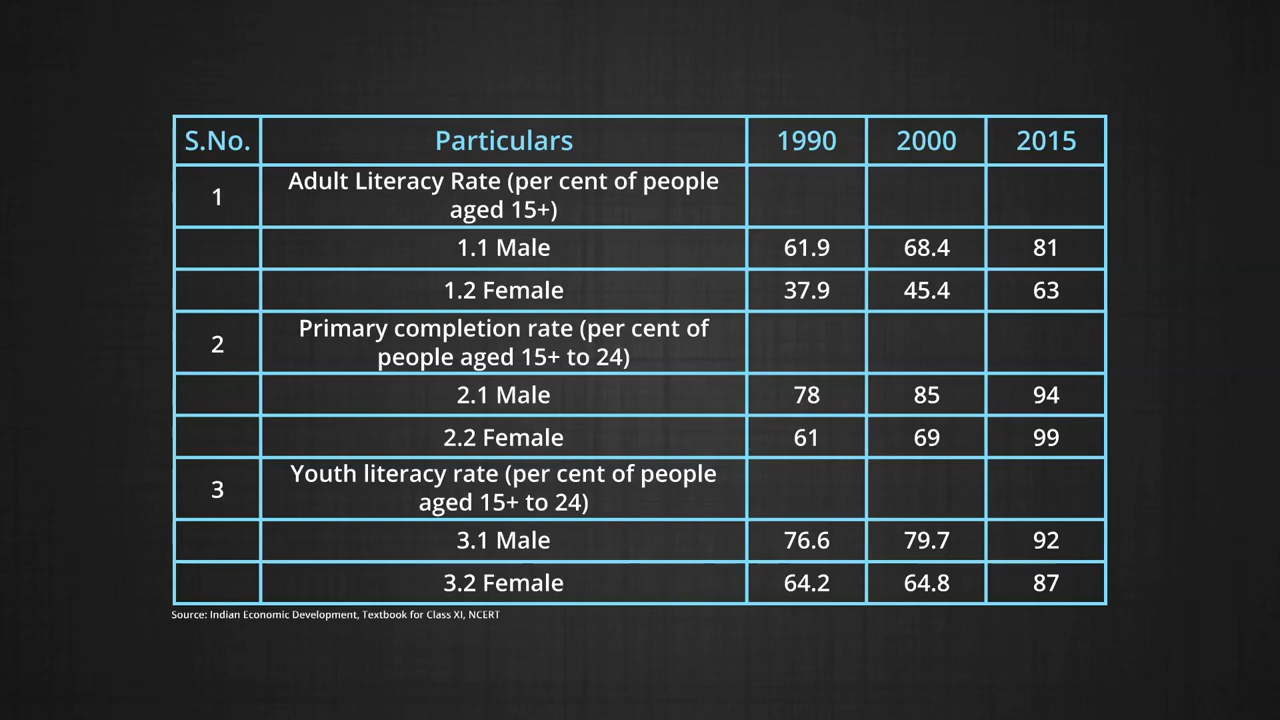 S.No. Particulars 1990 2000 2015
1 Adult Literacy Rate (per cent of people
aged 15+)
1.1 Male 61.9 68.4 81
1.2 Female 37.9 45.4 63
2 Primary completion rate (per cent of
people aged 15+ to 24)
2.1 Male 78 85 94
2.2 Female 61 69 99
3 Youth literacy rate (per cent of people
aged 15+ to 24)
3.1 Male 76.6 79.7 92
3.2 Female 64.2 64.8 87
Source: Indian Economic Development, Textbook for Class XI, NCERT